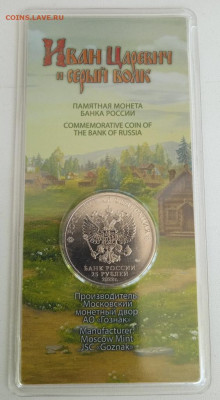 COINS.LAVE.RU
Иван Царевич
и серый волк
ПАМЯТНАЯ МОНЕТА
БАНКА РОССИИ
COMMEMORATIVE COIN OF
THE BANK OF RUSSIA
БАНК РОССИИ
25 РУБЛЕЙ
Производитель
Московский
монетный двор
АО "Гознак"
Manufacturer
Moscow Mint
JSC "Goznak"